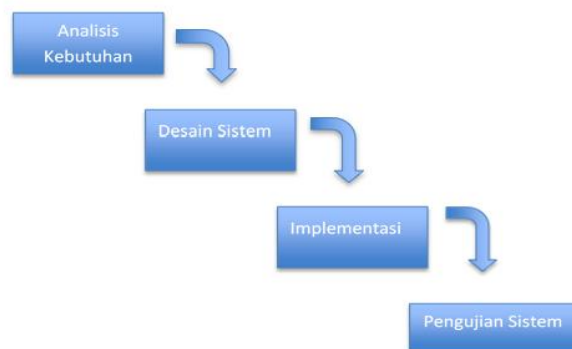 Analisis
Kebutuhan
Desain Sistem
Implementasi
Pengujian Sistem